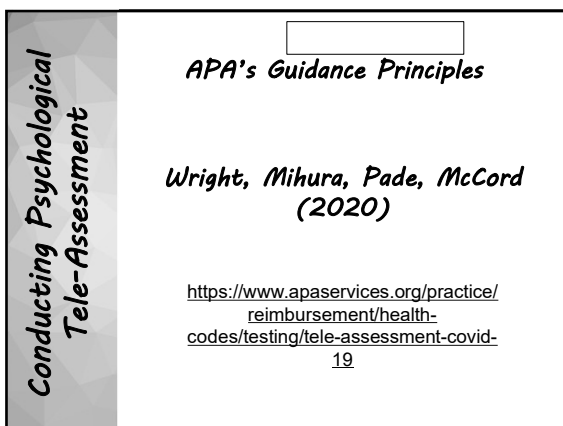 Conducting Psychological
Tele-Assessment
APA's Guidance Principles
Wright, Mihura, Pade, McCord
(2020)
https://www.apaservices.org/practice/
reimbursement/health-
codes/testing/tele-assessment-covid-
19